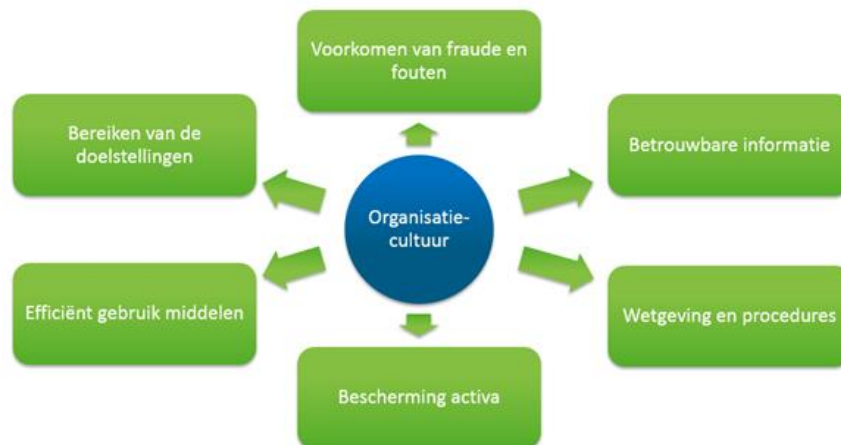 Voorkomen van fraude en
fouten
Bereiken van de
doelstellingen
Betrouwbare informatie
Organisatie-
cultuur
Efficiënt gebruik middelen
Wetgeving en procedures
Bescherming activa